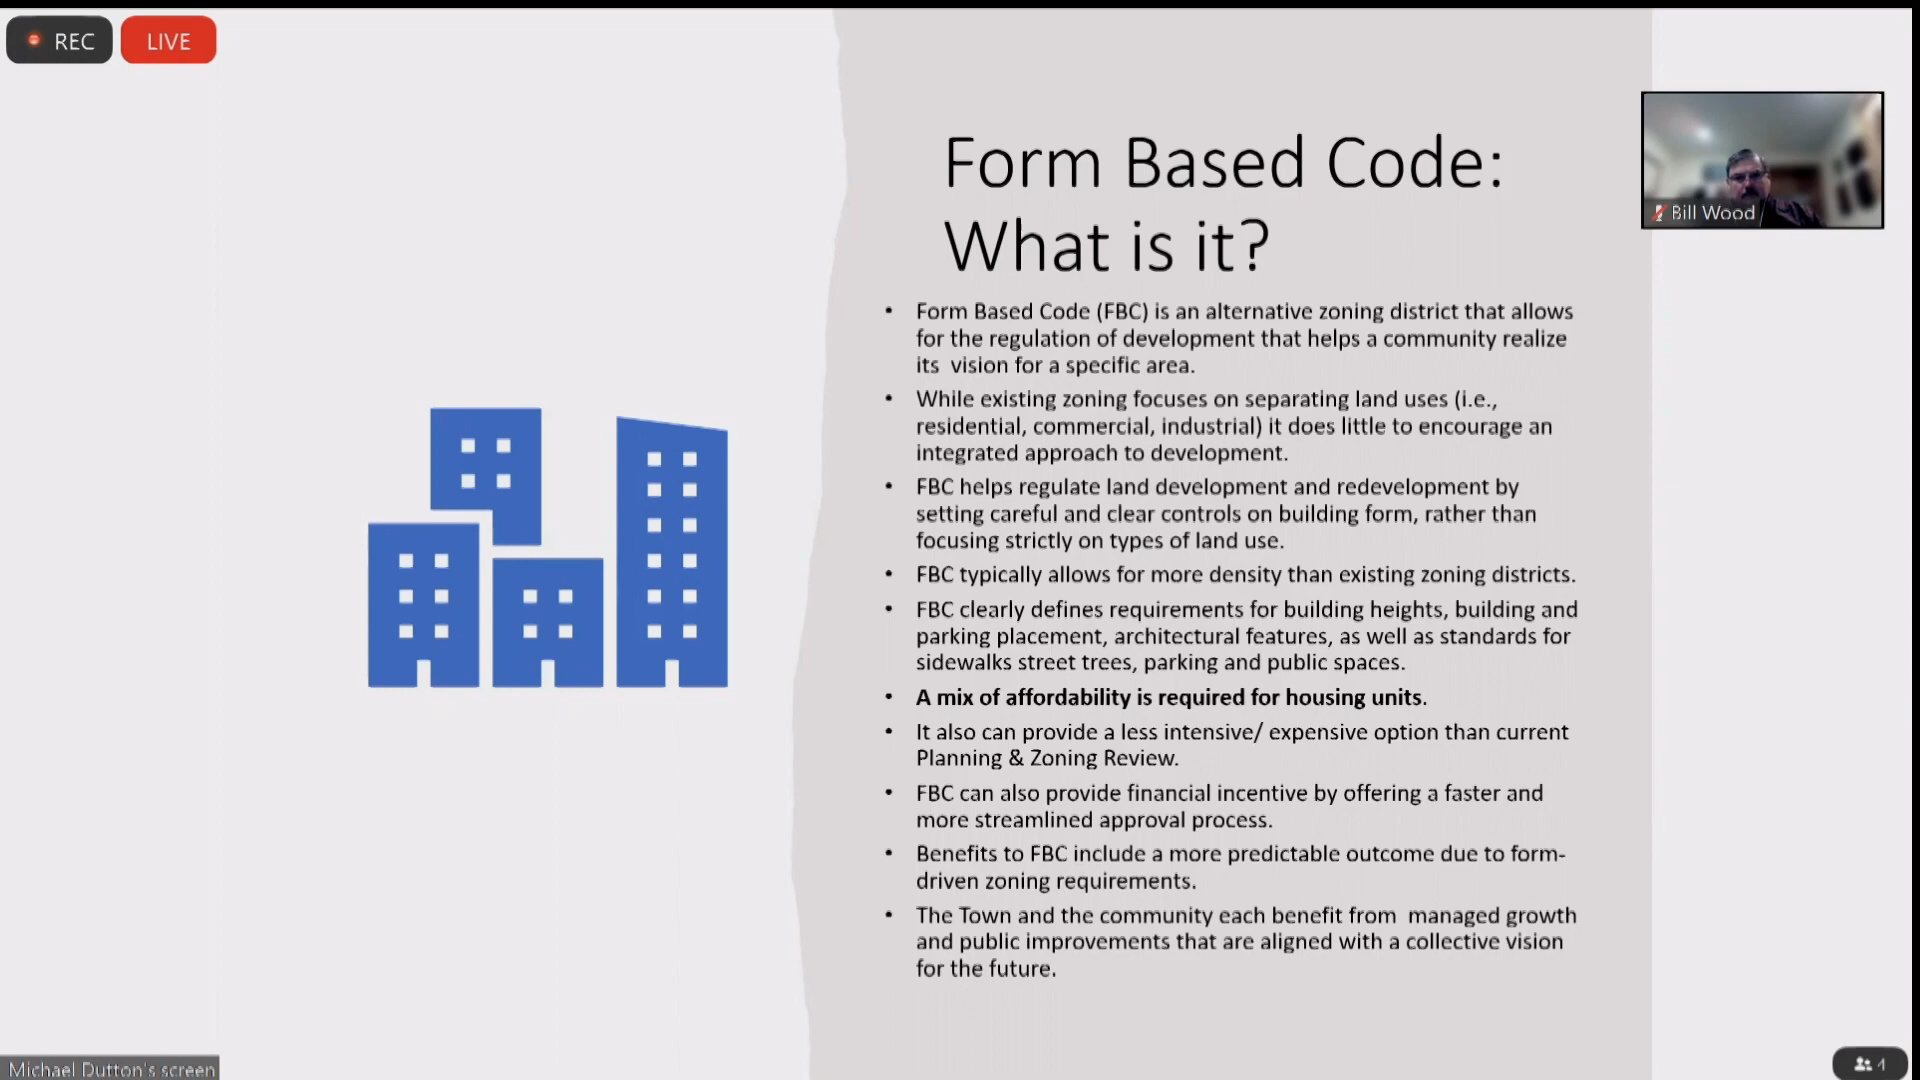 REC
LIVE
Form Based Code:
What is it?
Bill Wood
• Form Based Code (FBC) is an alternative zoning district that allows
for the regulation of development that helps a community realize
its vision for a specific area.
• While existing zoning focuses on separating land uses (i.e.,
residential, commercial, industrial) it does little to encourage an
integrated approach to development.
• FBC helps regulate land development and redevelopment by
setting careful and clear controls on building form, rather than
focusing strictly on types of land use.
• FBC typically allows for more density than existing zoning districts.
• FBC clearly defines requirements for building heights, building and
parking placement, architectural features, as well as standards for
sidewalks street trees, parking and public spaces.
• A mix of affordability is required for housing units.
• It also can provide a less intensive/ expensive option than current
Planning & Zoning Review.
• FBC can also provide financial incentive by offering a faster and
more streamlined approval process.
• Benefits to FBC include a more predictable outcome due to form-
driven zoning requirements.
• The Town and the community each benefit from managed growth
and public improvements that are aligned with a collective vision
for the future.
Michael Dutton's screen
4